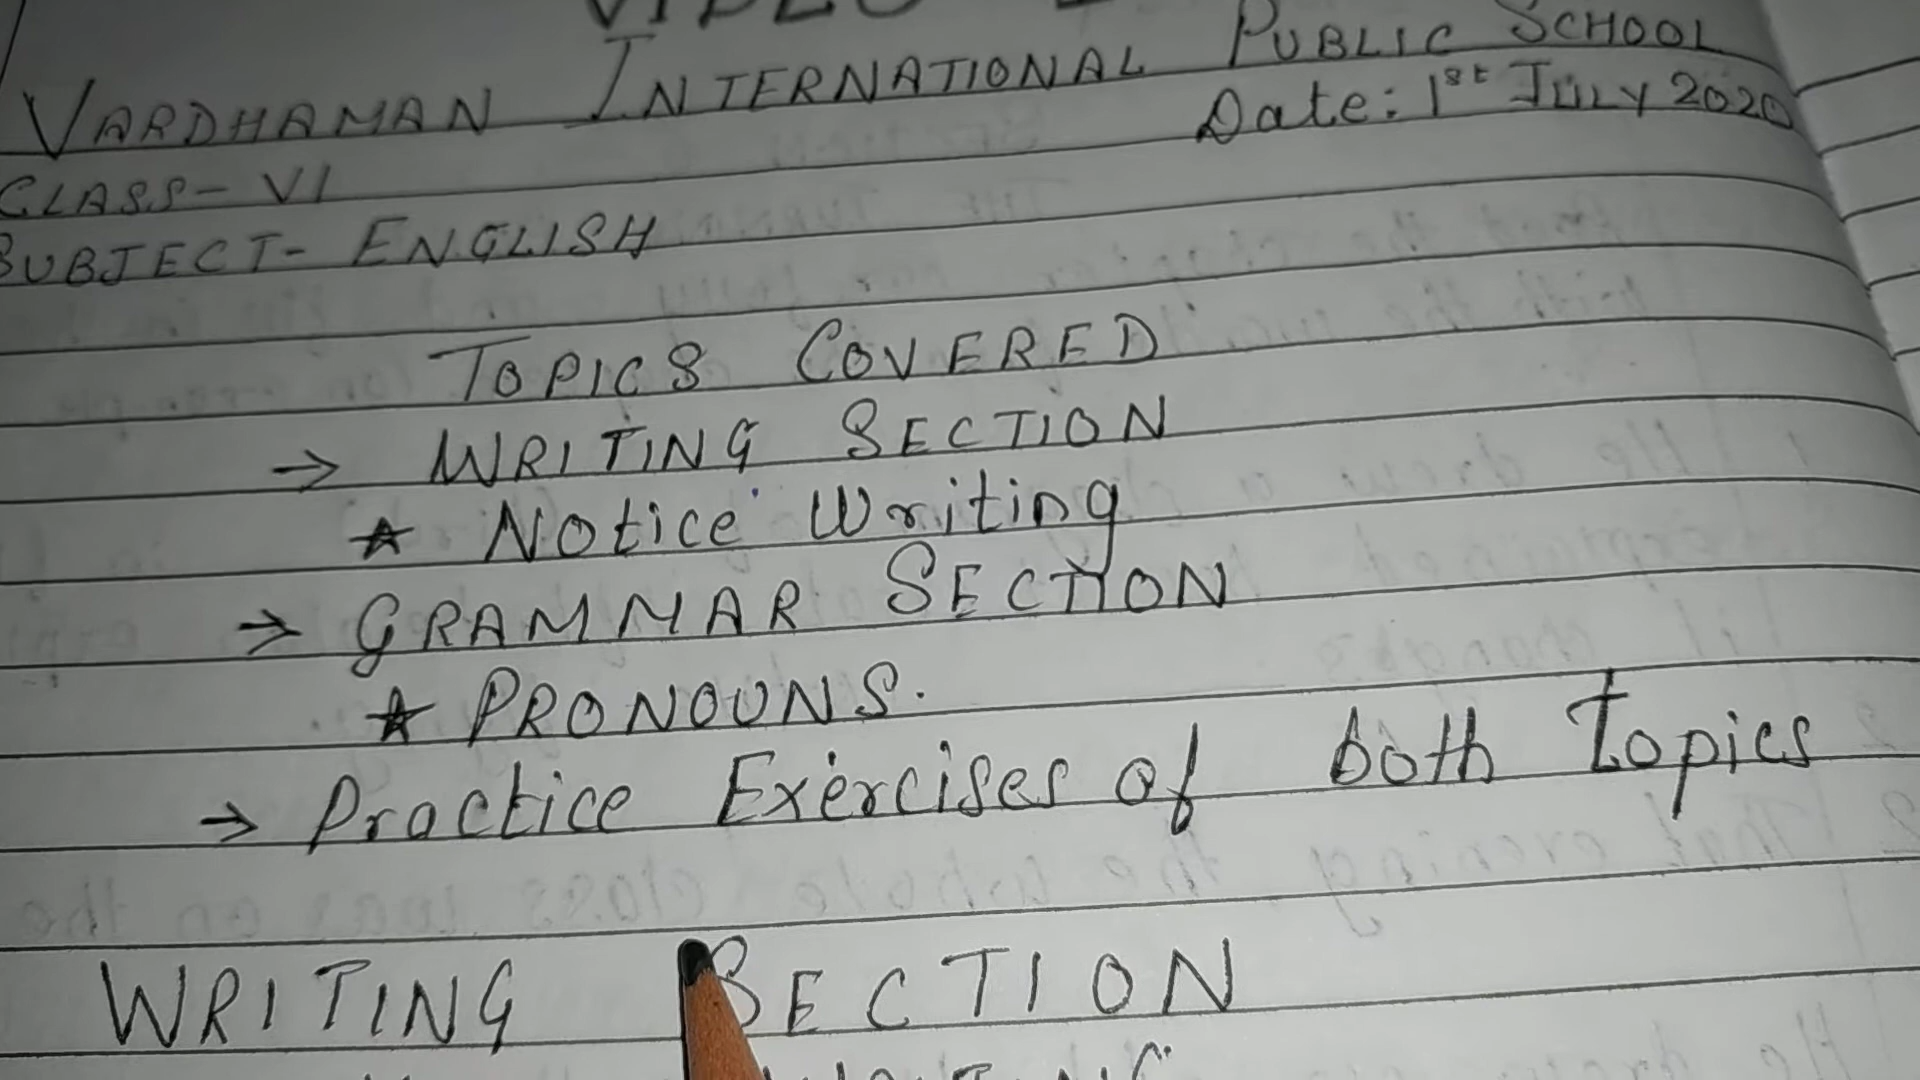 VARDHAMAN INTERNATIONAL PUBLIC SCHOOL
Date: 1st JULY 2020
CLASS - VI
SUBJECT - ENGLISH
TOPICS COVERED
→ WRITING SECTION
★ Notice Writing
→ GRAMMAR SECTION
★ PRONOUNS.
→ Practice Exercises of both topics
WRITING SECTION